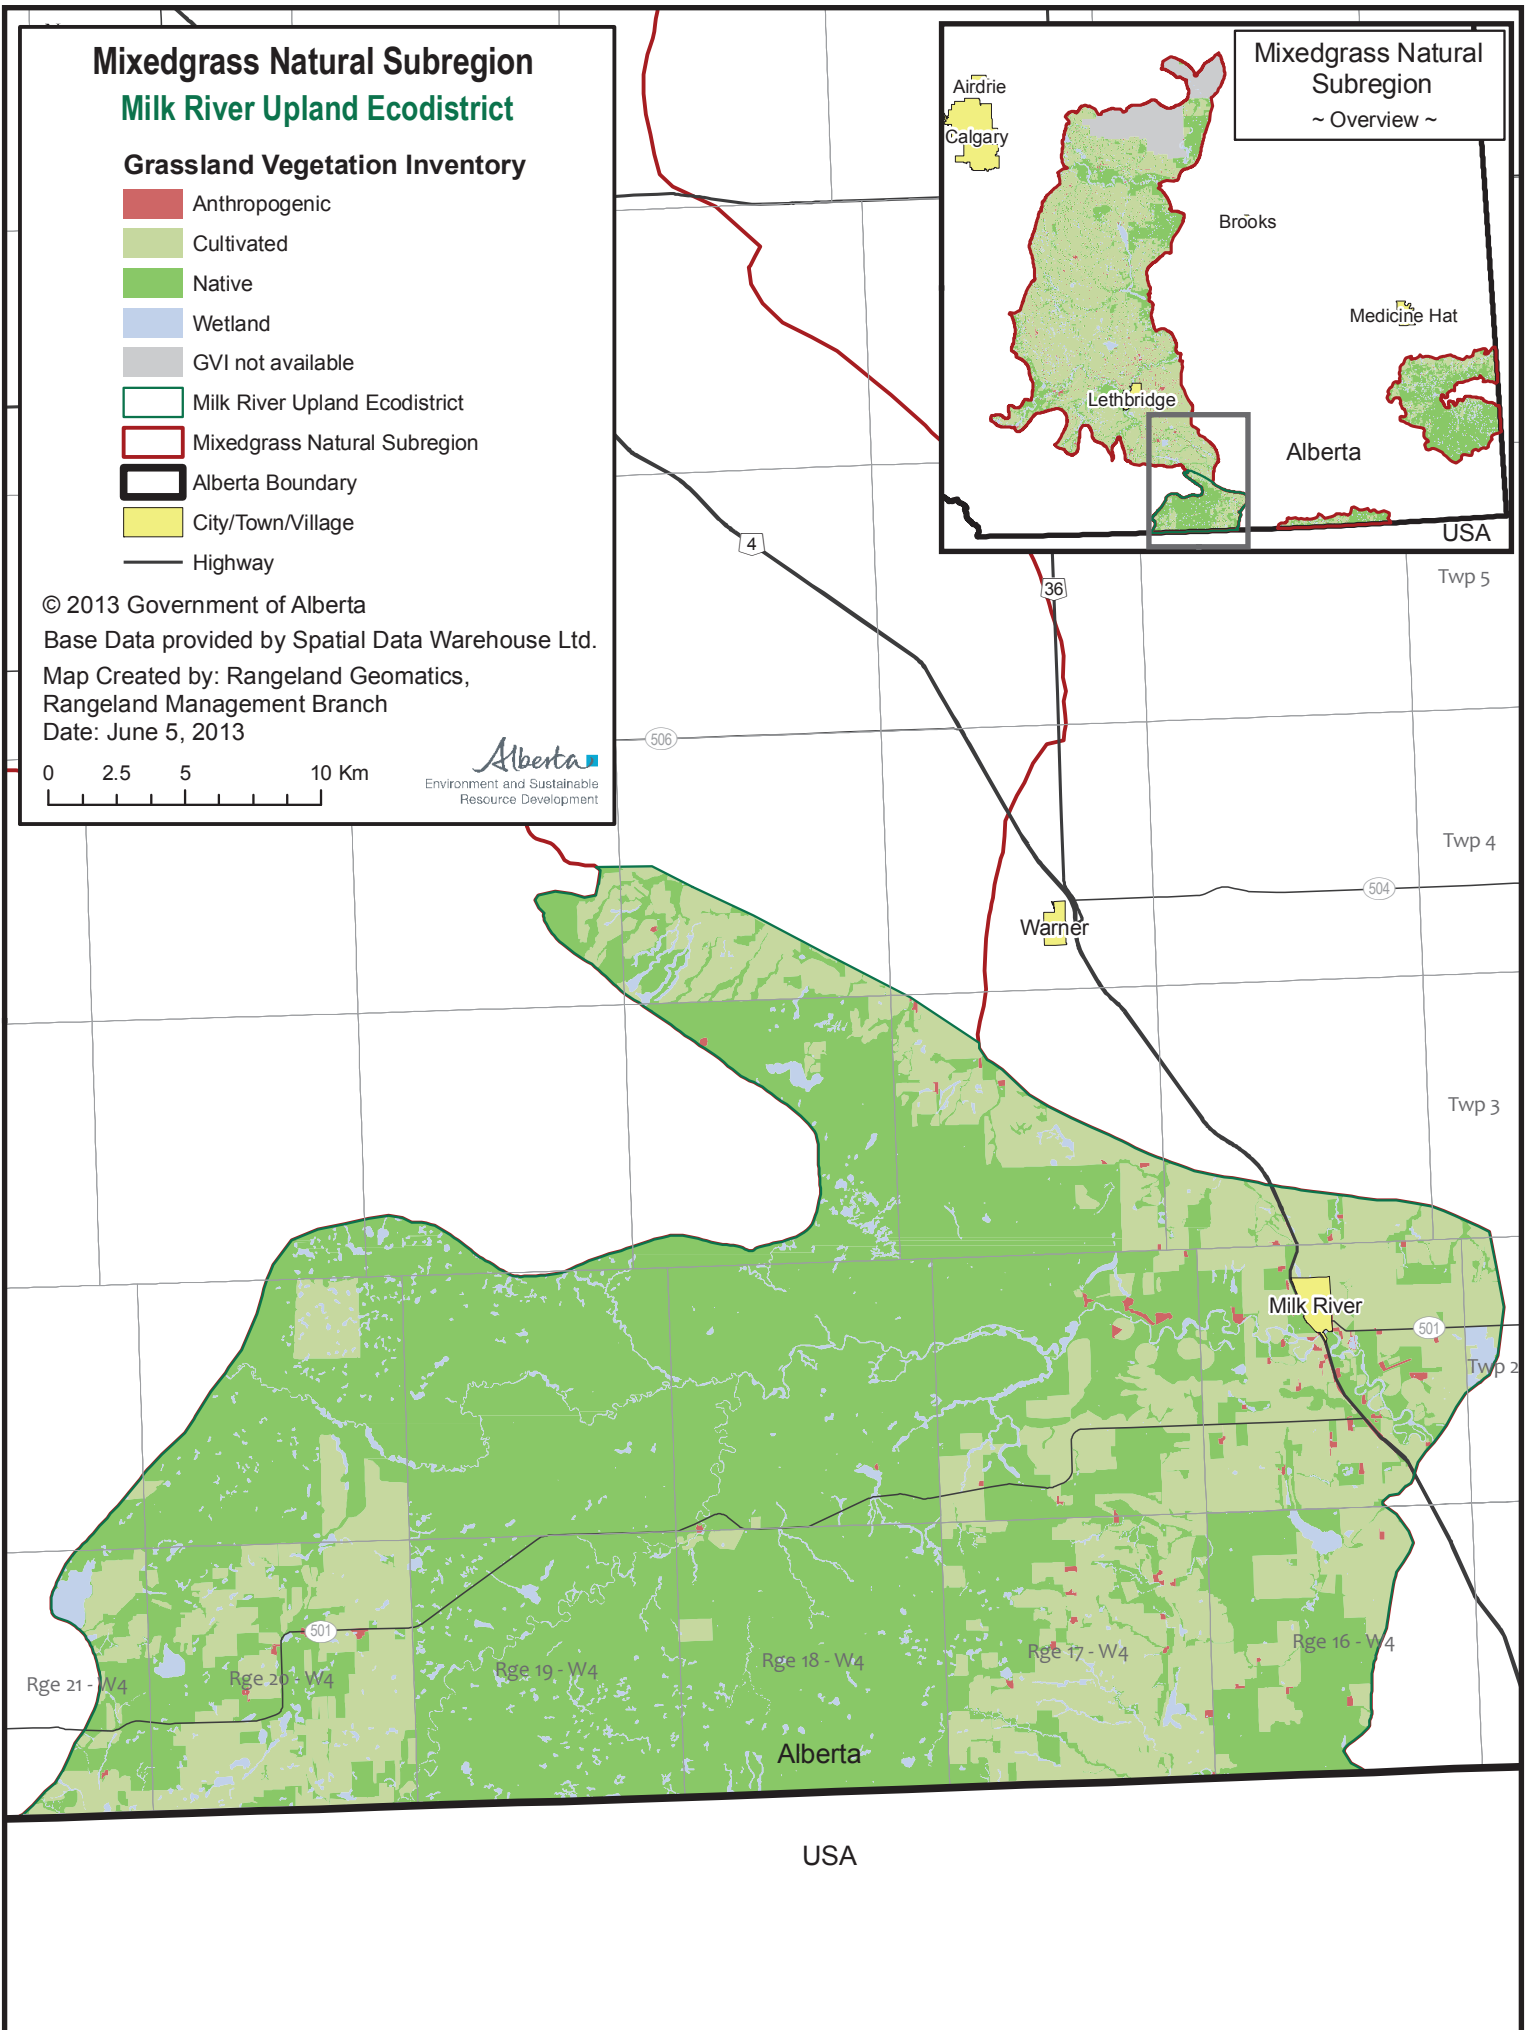 Mixedgrass Natural Subregion
Milk River Upland Ecodistrict
Grassland Vegetation Inventory
Anthropogenic
Cultivated
Native
Wetland
GVI not available
Milk River Upland Ecodistrict
Mixedgrass Natural Subregion
Alberta Boundary
City/Town/Village
Highway
© 2013 Government of Alberta
Base Data provided by Spatial Data Warehouse Ltd.
Map Created by: Rangeland Geomatics,
Rangeland Management Branch
Date: June 5, 2013
0 2.5 5 10 Km
Alberta
Environment and Sustainable
Resource Development
Mixedgrass Natural
Subregion
~ Overview ~
Airdrie
Calgary
Brooks
Medicine Hat
Lethbridge
Alberta
USA
4
36
Twp 5
506
Twp 4
504
Warner
Twp 3
Milk River
501
Twp 2
501
Rge 21 - W4
Rge 20 - W4
Rge 19 - W4
Rge 18 - W4
Rge 17 - W4
Rge 16 - W4
Alberta
USA